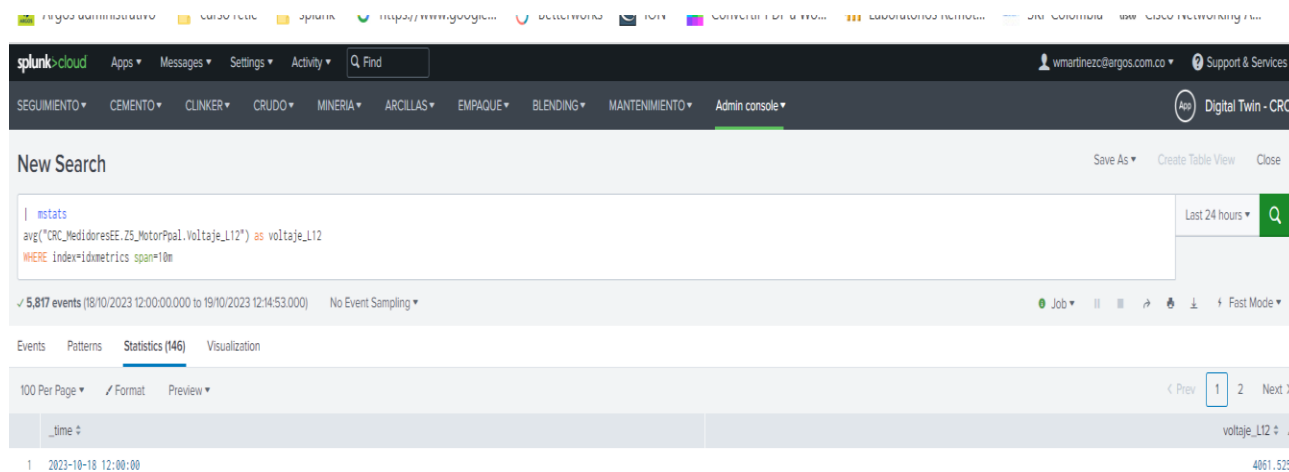 Argos administrativo curso retic splunk https://www.google... Betterworks ION Convertir PDF a Wo... Laboratorios Remot... SKF Colombia Cisco Networking A...
splunk>cloud Apps Messages Settings Activity Find wmartinezc@argos.com.co Support & Services
SEGUIMIENTO CEMENTO CLINKER CRUDO MINERIA ARCILLAS EMPAQUE BLENDING MANTENIMIENTO Admin console App Digital Twin - CRC
New Search Save As Create Table View Close
| mstats
avg("CRC_MedidoresEE.Z5_MotorPpal.Voltaje_L12") as voltaje_L12
WHERE index=idxmetrics span=10m
Last 24 hours
✓ 5,817 events (18/10/2023 12:00:00.000 to 19/10/2023 12:14:53.000) No Event Sampling Job Fast Mode
Events Patterns Statistics (146) Visualization
100 Per Page Format Preview < Prev 1 2 Next >
_time voltaje_L12
1 2023-10-18 12:00:00 4061.525